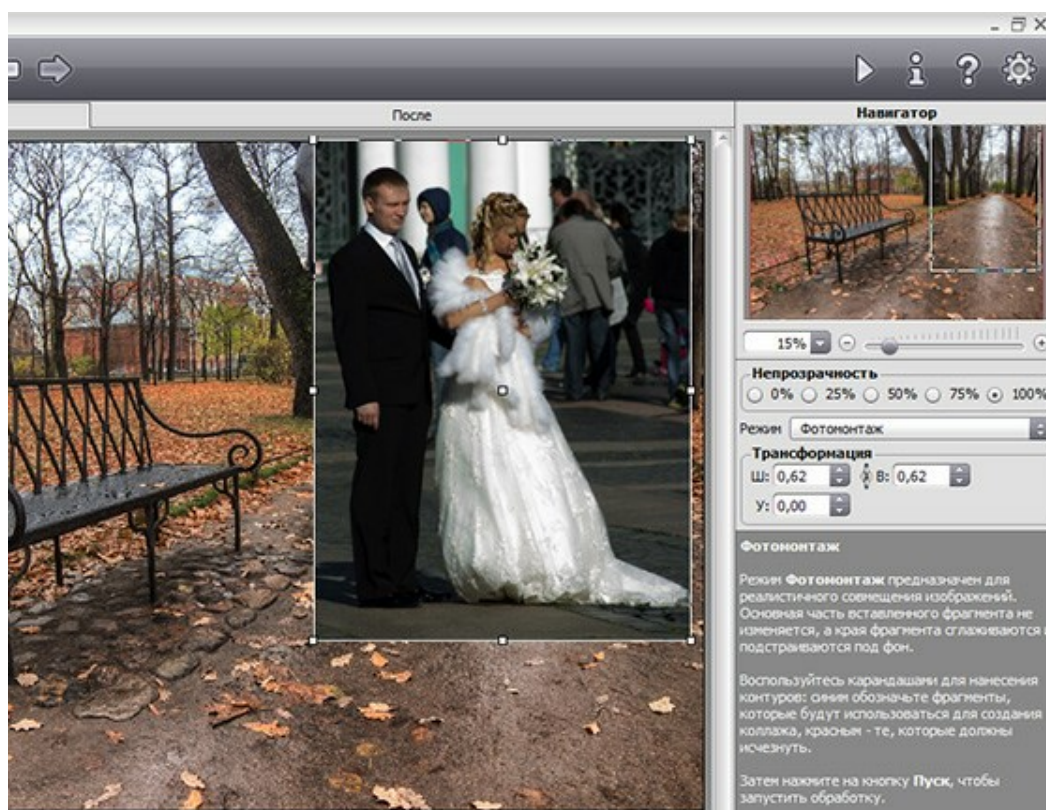 После
Навигатор
15%
Непрозрачность
0% 25% 50% 75% 100%
Режим Фотомонтаж
Трансформация
Ш: 0,62 В: 0,62
У: 0,00
Фотомонтаж
Режим Фотомонтаж предназначен для
реалистичного совмещения изображений.
Основная часть вставленного фрагмента не
изменяется, а края фрагмента сглаживаются и
подстраиваются под фон.
Воспользуйтесь карандашами для нанесения
контуров: синим обозначьте фрагменты,
которые будут использоваться для создания
коллажа, красным - те, которые должны
исчезнуть.
Затем нажмите на кнопку Пуск, чтобы
запустить обработку.